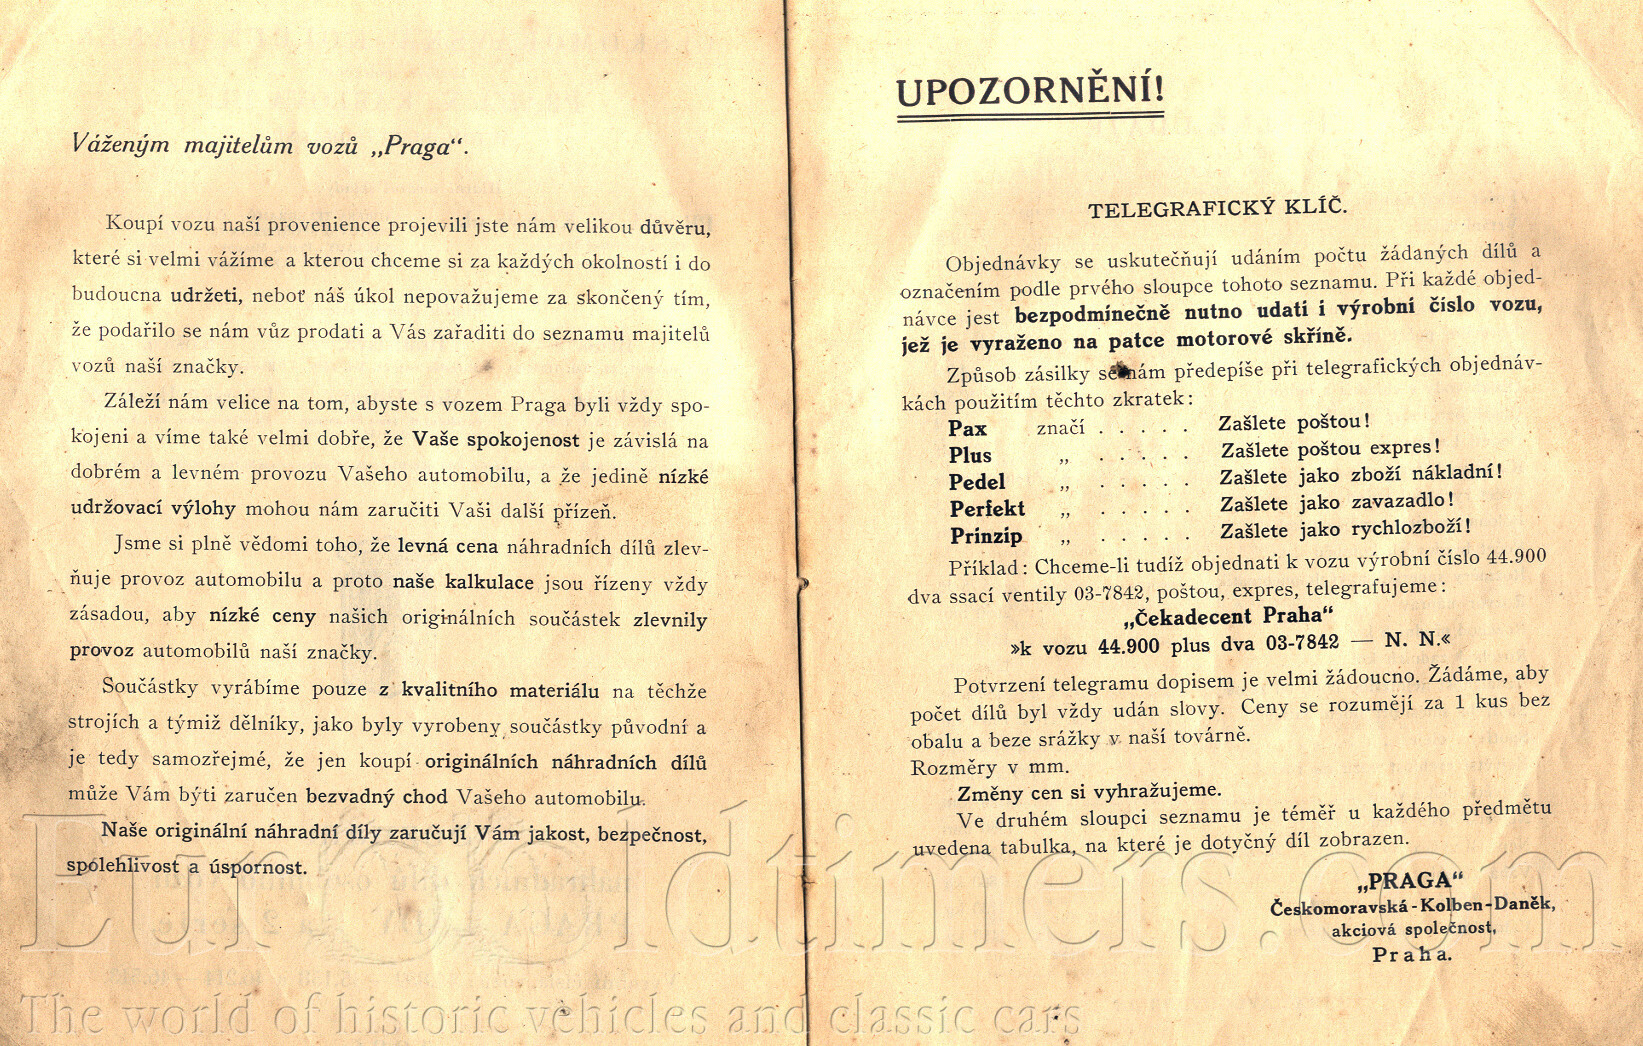 Váženým majitelům vozů „Praga“.
Koupí vozu naší provenience projevili jste nám velikou důvěru,
které si velmi vážíme a kterou chceme si za každých okolností i do
budoucna udržeti, neboť náš úkol nepovažujeme za skončený tím,
že podařilo se nám vůz prodati a Vás zařaditi do seznamu majitelů
vozů naší značky.
Záleží nám velice na tom, abyste s vozem Praga byli vždy spo-
kojeni a víme také velmi dobře, že Vaše spokojenost je závislá na
dobrém a levném provozu Vašeho automobilu, a že jedině nízké
udržovací výlohy mohou nám zaručiti Vaši další přízeň.
Jsme si plně vědomi toho, že levná cena náhradních dílů zlev-
ňuje provoz automobilu a proto naše kalkulace jsou řízeny vždy
zásadou, aby nízké ceny našich originálních součástek zlevnily
provoz automobilů naší značky.
Součástky vyrábíme pouze z kvalitního materiálu na těchže
strojích a týmiž dělníky, jako byly vyrobeny součástky původní a
je tedy samozřejmé, že jen koupí originálních náhradních dílů
může Vám býti zaručen bezvadný chod Vašeho automobilu.
Naše originální náhradní díly zaručují Vám jakost, bezpečnost,
spolehlivost a úspornost.
UPOZORNĚNÍ!
TELEGRAFICKÝ KLÍČ.
Objednávky se uskutečňují udáním počtu žádaných dílů a
označením podle prvého sloupce tohoto seznamu. Při každé objed-
návce jest bezpodmínečně nutno udati i výrobní číslo vozu,
jež je vyraženo na patce motorové skříně.
Způsob zásilky se nám předepíše při telegrafických objednáv-
kách použitím těchto zkratek:
Pax značí . . . . . Zašlete poštou!
Plus „ . . . . . Zašlete poštou expres!
Pedel „ . . . . . Zašlete jako zboží nákladní!
Perfekt „ . . . . . Zašlete jako zavazadlo!
Prinzip „ . . . . . Zašlete jako rychlozboží!
Příklad: Chceme-li tudíž objednati k vozu výrobní číslo 44.900
dva ssací ventily 03-7842, poštou, expres, telegrafujeme:
„Čekadecent Praha“
»k vozu 44.900 plus dva 03-7842 — N. N.«
Potvrzení telegramu dopisem je velmi žádoucno. Žádáme, aby
počet dílů byl vždy udán slovy. Ceny se rozumějí za 1 kus bez
obalu a beze srážky v naší továrně.
Rozměry v mm.
Změny cen si vyhražujeme.
Ve druhém sloupci seznamu je téměř u každého předmětu
uvedena tabulka, na které je dotyčný díl zobrazen.
„PRAGA“
Českomoravská-Kolben-Daněk,
akciová společnost,
Praha.
EuroOldtimers.com
The world of historic vehicles and classic cars